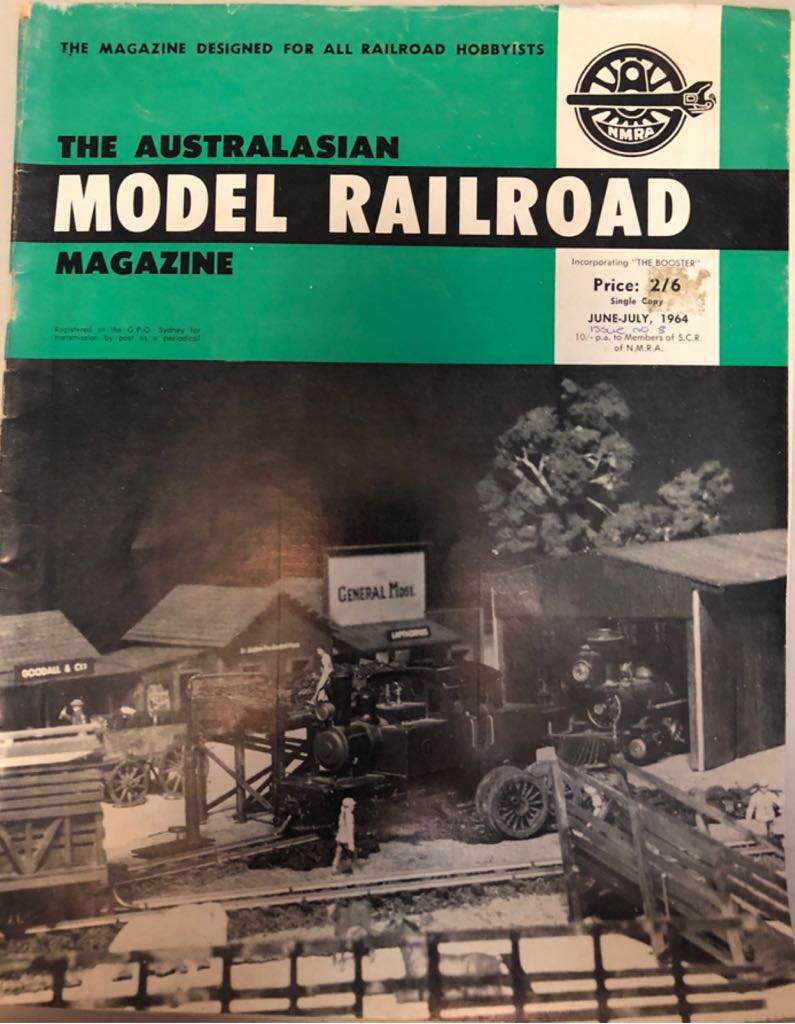 THE MAGAZINE DESIGNED FOR ALL RAILROAD HOBBYISTS
NMRA
THE AUSTRALASIAN
MODEL RAILROAD
MAGAZINE
Incorporating "THE BOOSTER"
Price: 2/6
Single Copy
JUNE-JULY, 1964
ISSUE no 8
10/- p.a. to Members of S.C.R.
of N.M.R.A.
Registered at the G.P.O. Sydney for
transmission by post as a periodical
GENERAL MDSE.
GOODALL & CO